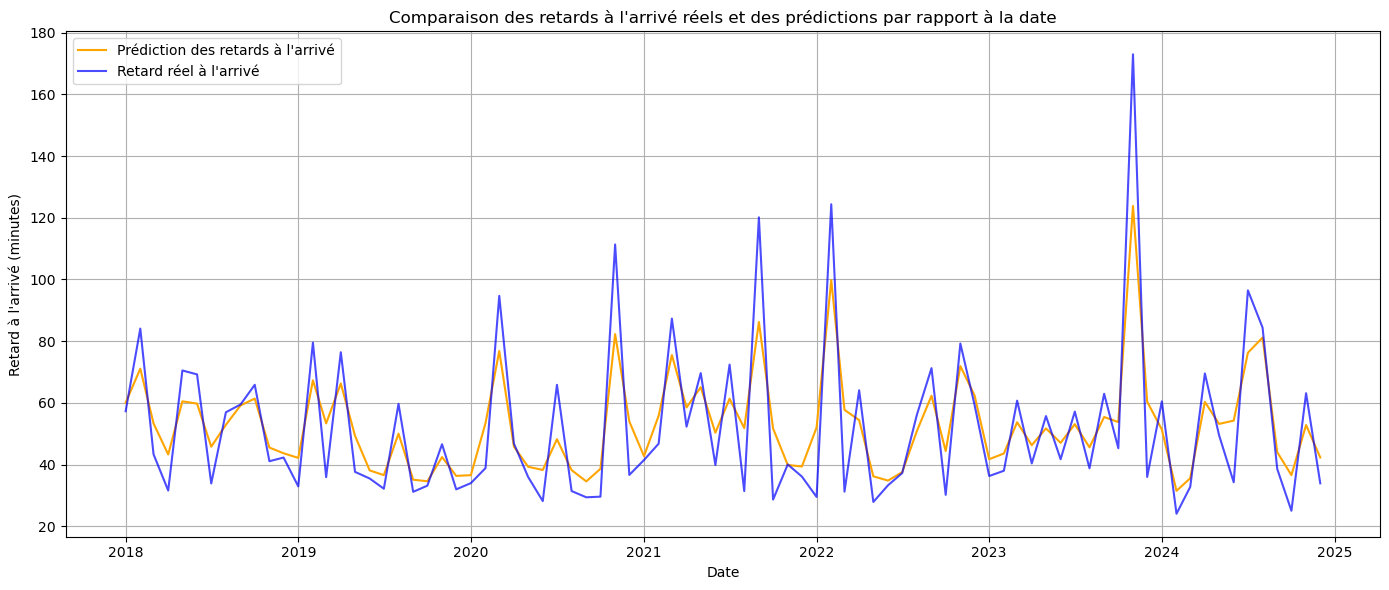 Comparaison des retards à l'arrivé réels et des prédictions par rapport à la date
Prédiction des retards à l'arrivé
Retard réel à l'arrivé
Retard à l'arrivé (minutes)
180
160
140
120
100
80
60
40
20
2018 2019 2020 2021 2022 2023 2024 2025
Date